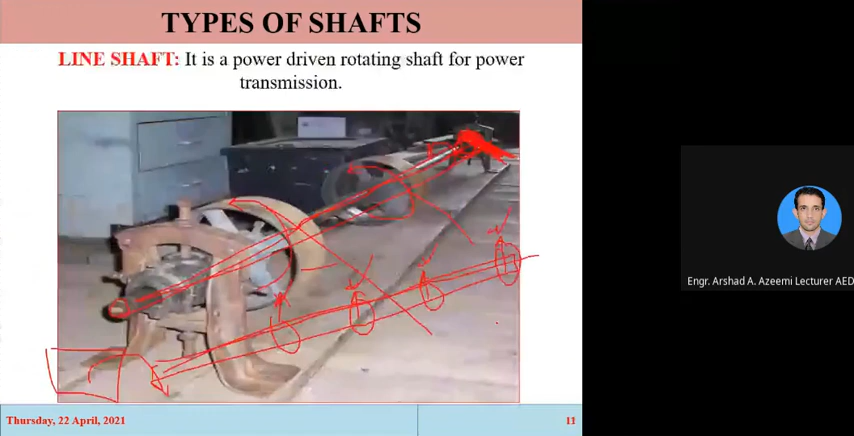 TYPES OF SHAFTS
LINE SHAFT: It is a power driven rotating shaft for power
transmission.
Engr. Arshad A. Azeemi Lecturer AED
Thursday, 22 April, 2021
11